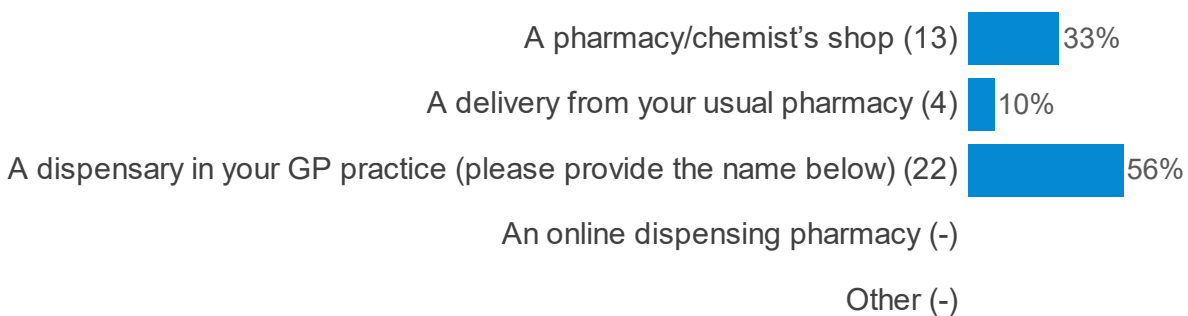 A pharmacy/chemist’s shop (13) 33%
A delivery from your usual pharmacy (4) 10%
A dispensary in your GP practice (please provide the name below) (22) 56%
An online dispensing pharmacy (-)
Other (-)